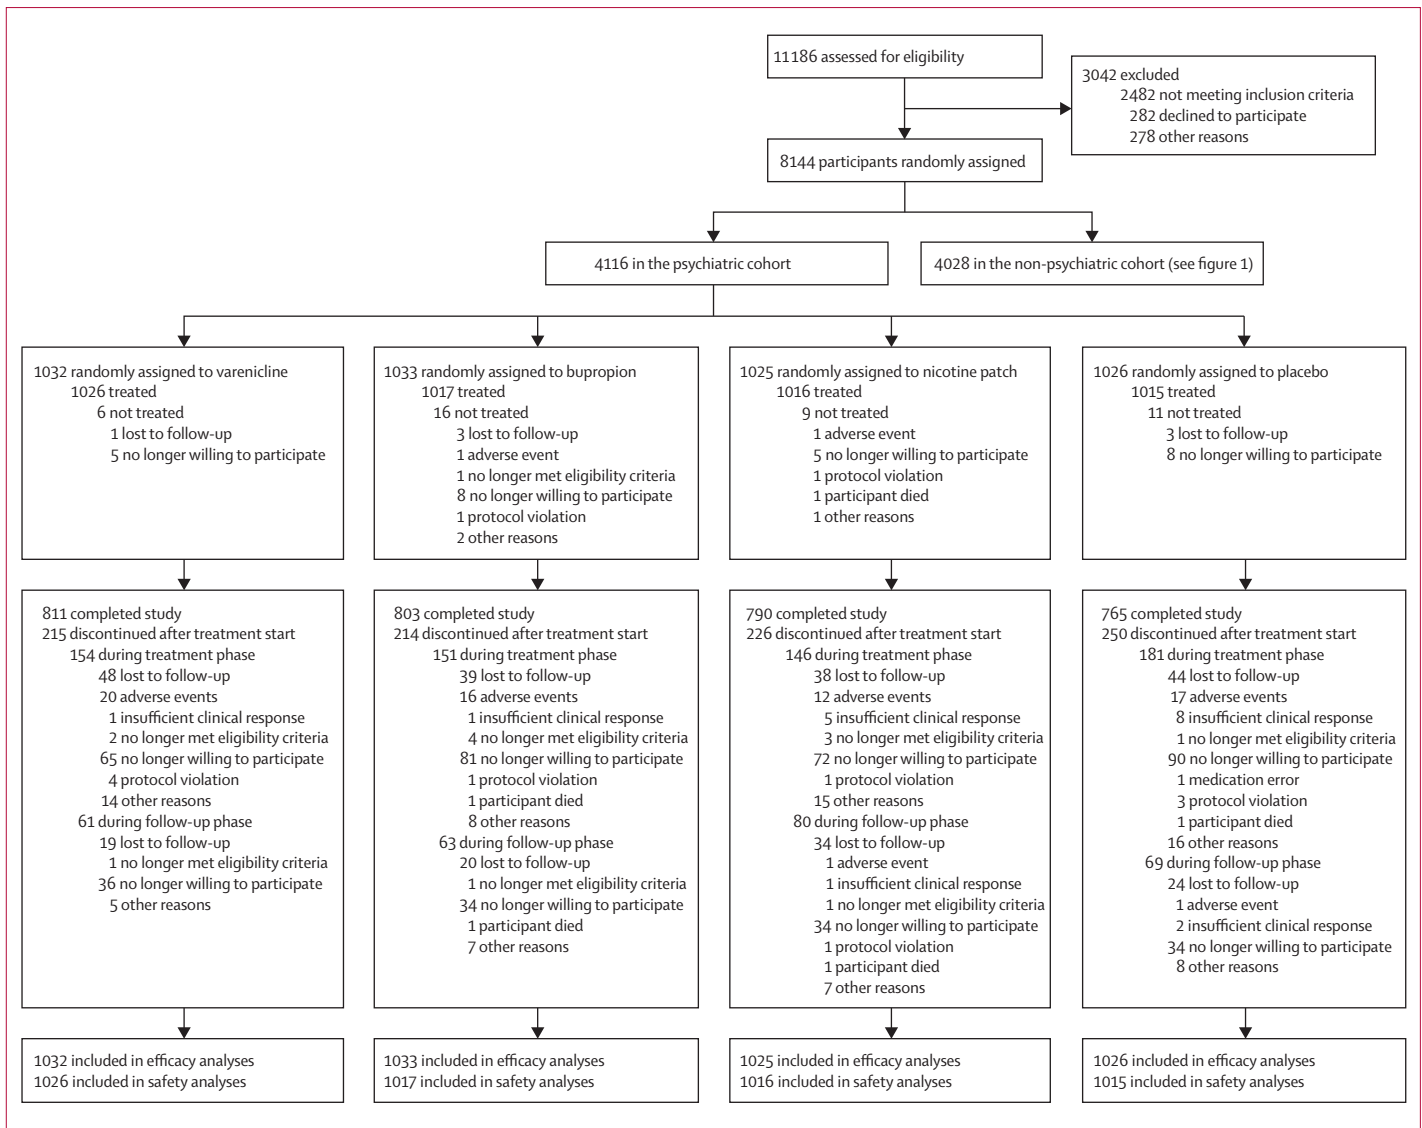 11186 assessed for eligibility
3042 excluded
2482 not meeting inclusion criteria
282 declined to participate
278 other reasons
8144 participants randomly assigned
4116 in the psychiatric cohort
4028 in the non-psychiatric cohort (see figure 1)
1032 randomly assigned to varenicline
1026 treated
6 not treated
1 lost to follow-up
5 no longer willing to participate
1033 randomly assigned to bupropion
1017 treated
16 not treated
3 lost to follow-up
1 adverse event
1 no longer met eligibility criteria
8 no longer willing to participate
1 protocol violation
2 other reasons
1025 randomly assigned to nicotine patch
1016 treated
9 not treated
1 adverse event
5 no longer willing to participate
1 protocol violation
1 participant died
1 other reasons
1026 randomly assigned to placebo
1015 treated
11 not treated
3 lost to follow-up
8 no longer willing to participate
811 completed study
215 discontinued after treatment start
154 during treatment phase
48 lost to follow-up
20 adverse events
1 insufficient clinical response
2 no longer met eligibility criteria
65 no longer willing to participate
4 protocol violation
14 other reasons
61 during follow-up phase
19 lost to follow-up
1 no longer met eligibility criteria
36 no longer willing to participate
5 other reasons
803 completed study
214 discontinued after treatment start
151 during treatment phase
39 lost to follow-up
16 adverse events
1 insufficient clinical response
4 no longer met eligibility criteria
81 no longer willing to participate
1 protocol violation
1 participant died
8 other reasons
63 during follow-up phase
20 lost to follow-up
1 no longer met eligibility criteria
34 no longer willing to participate
1 participant died
7 other reasons
790 completed study
226 discontinued after treatment start
146 during treatment phase
38 lost to follow-up
12 adverse events
5 insufficient clinical response
3 no longer met eligibility criteria
72 no longer willing to participate
1 protocol violation
15 other reasons
80 during follow-up phase
34 lost to follow-up
1 adverse event
1 insufficient clinical response
1 no longer met eligibility criteria
34 no longer willing to participate
1 protocol violation
1 participant died
7 other reasons
765 completed study
250 discontinued after treatment start
181 during treatment phase
44 lost to follow-up
17 adverse events
8 insufficient clinical response
1 no longer met eligibility criteria
90 no longer willing to participate
1 medication error
3 protocol violation
1 participant died
16 other reasons
69 during follow-up phase
24 lost to follow-up
1 adverse event
2 insufficient clinical response
34 no longer willing to participate
8 other reasons
1032 included in efficacy analyses
1026 included in safety analyses
1033 included in efficacy analyses
1017 included in safety analyses
1025 included in efficacy analyses
1016 included in safety analyses
1026 included in efficacy analyses
1015 included in safety analyses